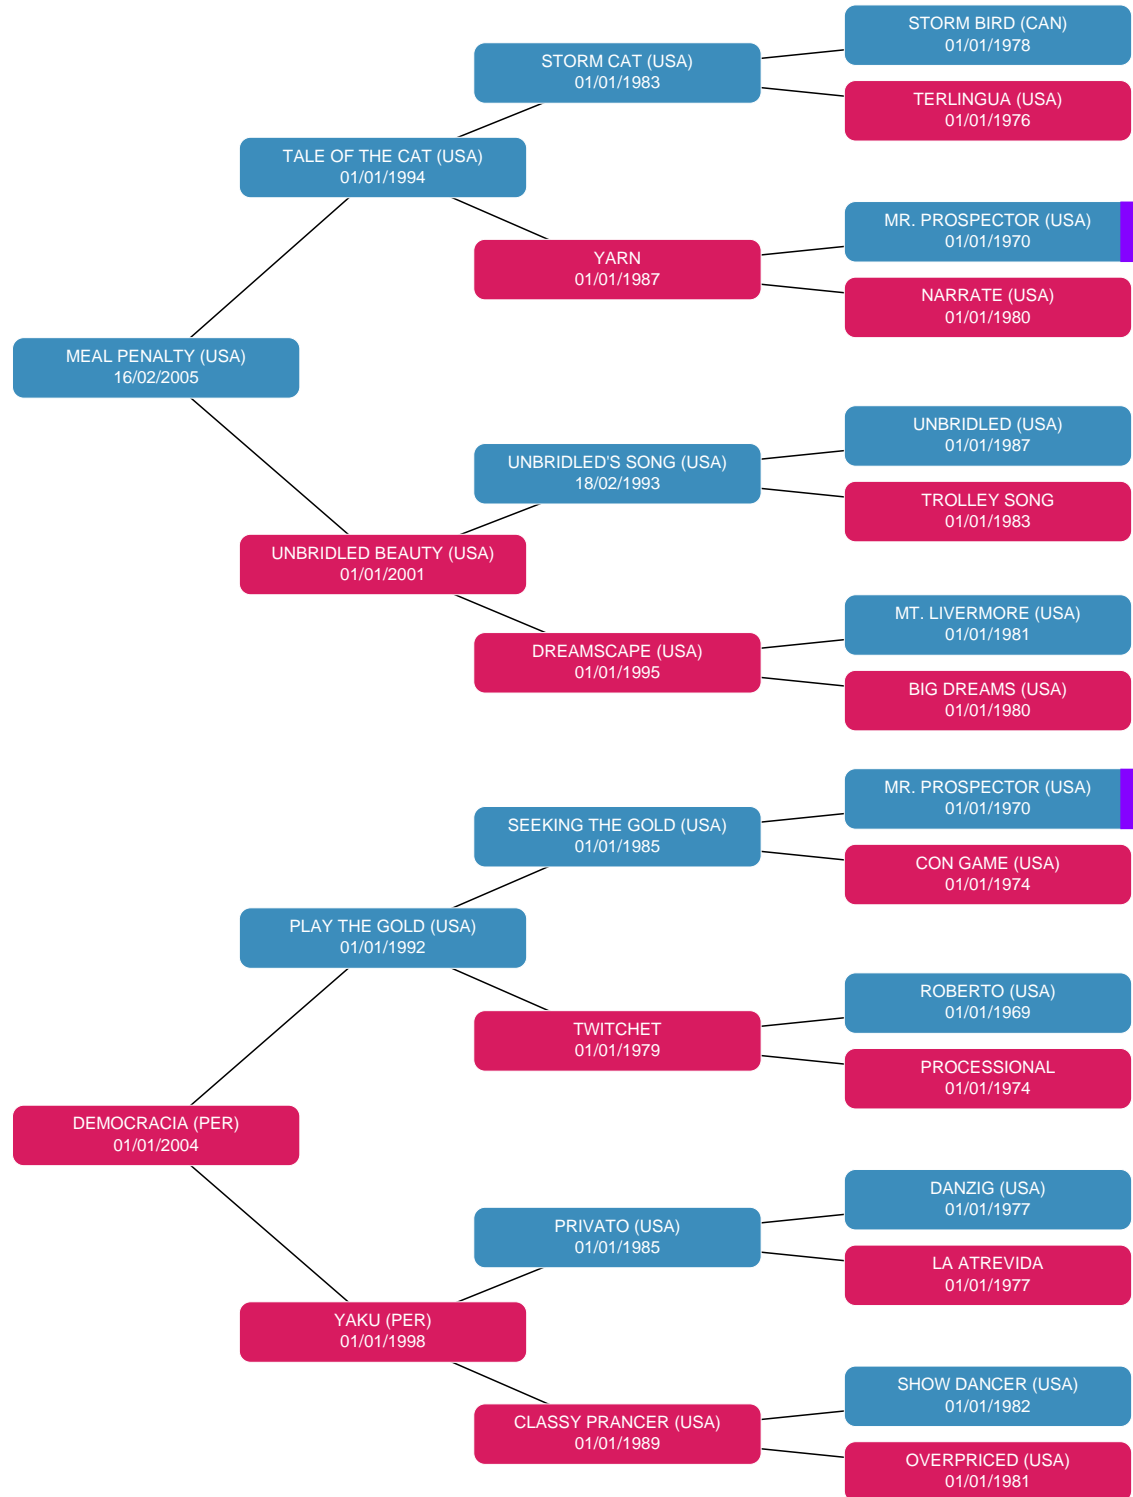 STORM BIRD (CAN)
01/01/1978
STORM CAT (USA)
01/01/1983
TERLINGUA (USA)
01/01/1976
TALE OF THE CAT (USA)
01/01/1994
MR. PROSPECTOR (USA)
01/01/1970
YARN
01/01/1987
NARRATE (USA)
01/01/1980
MEAL PENALTY (USA)
16/02/2005
UNBRIDLED (USA)
01/01/1987
UNBRIDLED'S SONG (USA)
18/02/1993
TROLLEY SONG
01/01/1983
UNBRIDLED BEAUTY (USA)
01/01/2001
MT. LIVERMORE (USA)
01/01/1981
DREAMSCAPE (USA)
01/01/1995
BIG DREAMS (USA)
01/01/1980
MR. PROSPECTOR (USA)
01/01/1970
SEEKING THE GOLD (USA)
01/01/1985
CON GAME (USA)
01/01/1974
PLAY THE GOLD (USA)
01/01/1992
ROBERTO (USA)
01/01/1969
TWITCHET
01/01/1979
PROCESSIONAL
01/01/1974
DEMOCRACIA (PER)
01/01/2004
DANZIG (USA)
01/01/1977
PRIVATO (USA)
01/01/1985
LA ATREVIDA
01/01/1977
YAKU (PER)
01/01/1998
SHOW DANCER (USA)
01/01/1982
CLASSY PRANCER (USA)
01/01/1989
OVERPRICED (USA)
01/01/1981